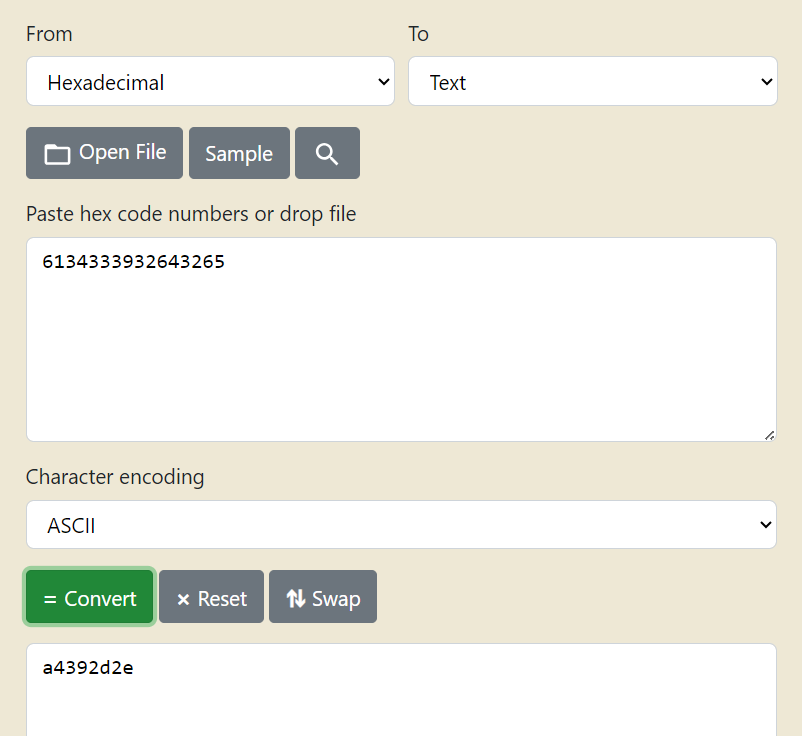 From To
Hexadecimal Text
Open File Sample
Paste hex code numbers or drop file
6134333932643265
Character encoding
ASCII
= Convert × Reset Swap
a4392d2e